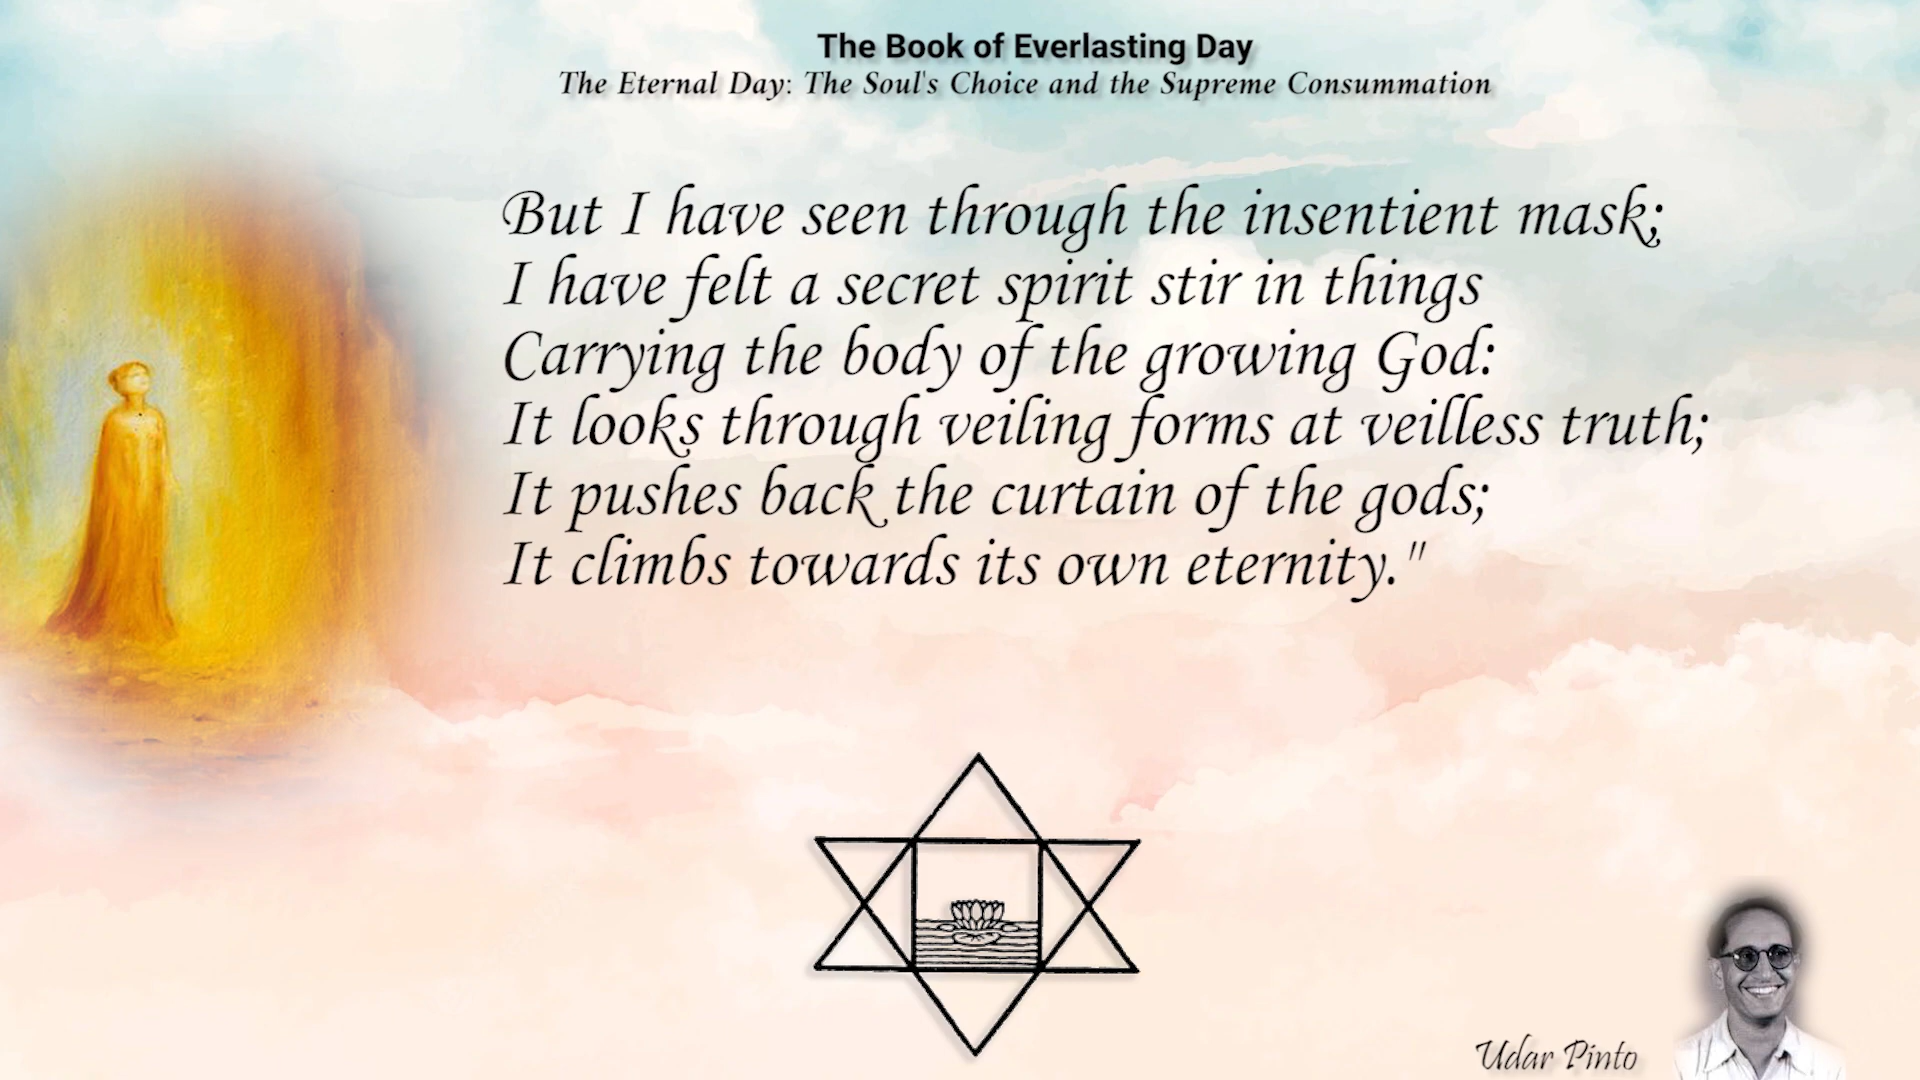 The Book of Everlasting Day
The Eternal Day: The Soul's Choice and the Supreme Consummation
But I have seen through the insentient mask;
I have felt a secret spirit stir in things
Carrying the body of the growing God:
It looks through veiling forms at veilless truth;
It pushes back the curtain of the gods;
It climbs towards its own eternity."
Udar Pinto